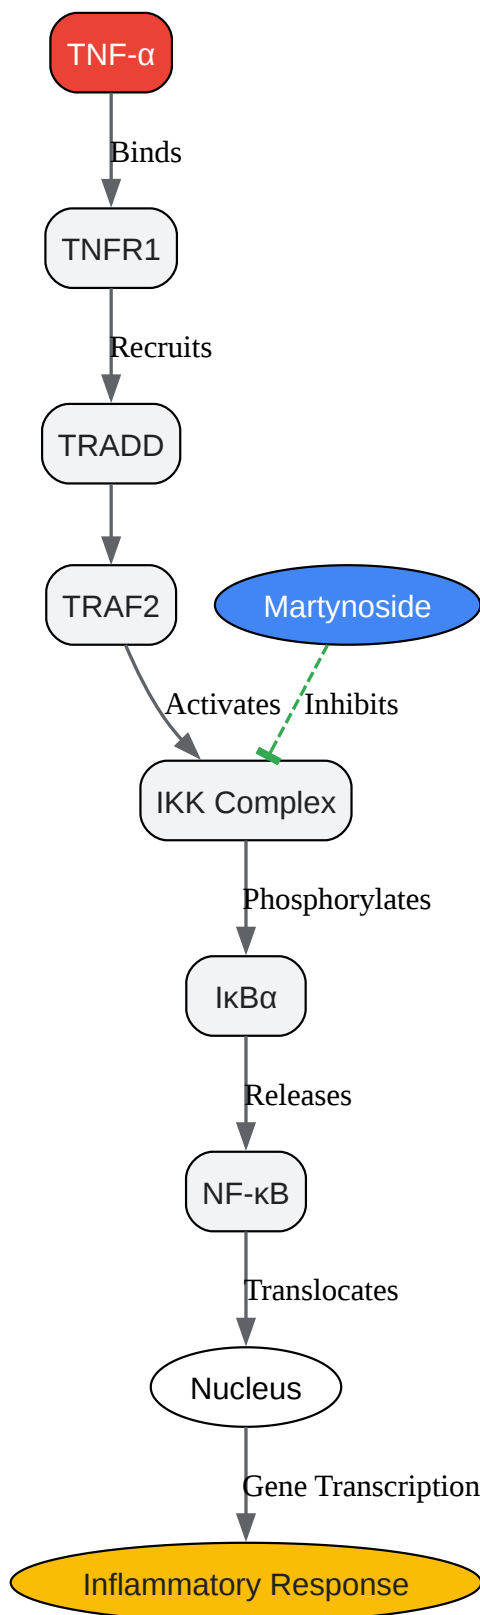 TNF-α
Binds
TNFR1
Recruits
TRADD
TRAF2
Martynoside
Activates
Inhibits
IKK Complex
Phosphorylates
IκBα
Releases
NF-κB
Translocates
Nucleus
Gene Transcription
Inflammatory Response